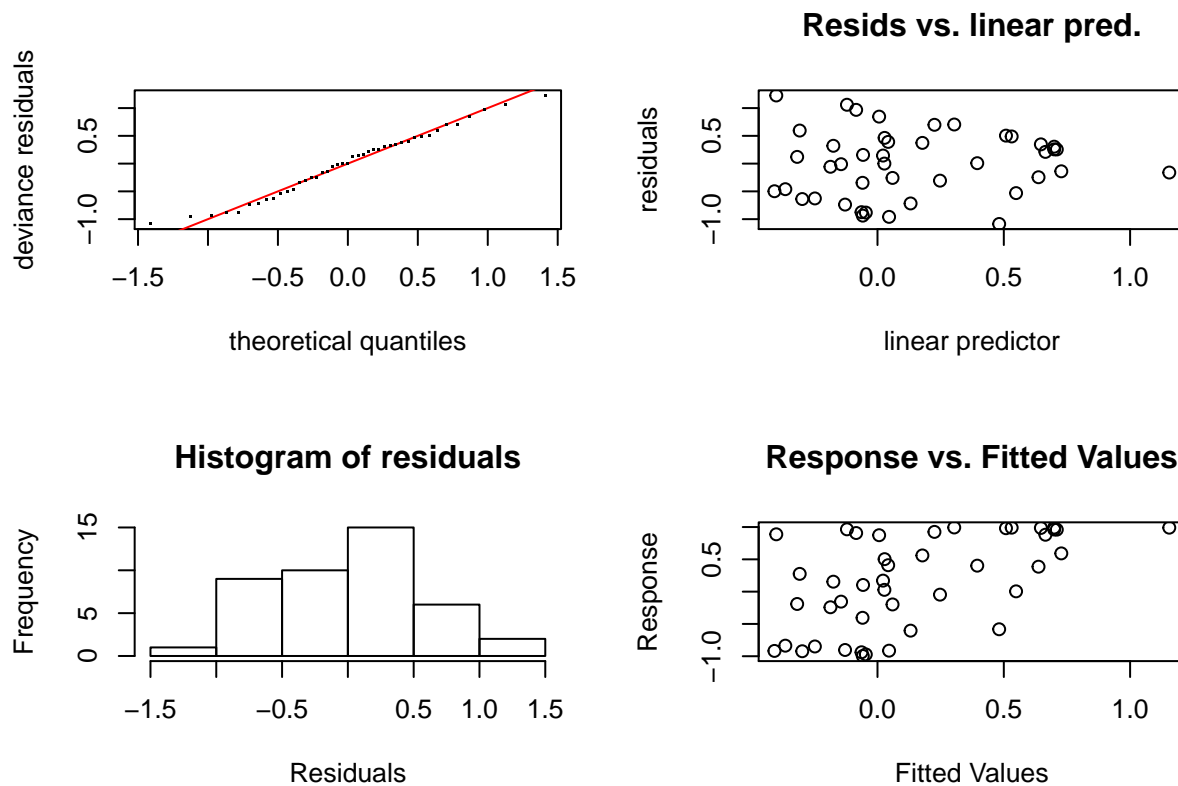 deviance residuals
0.5
−1.0
−1.5
−0.5
0.0
0.5
1.0
1.5
theoretical quantiles
Resids vs. linear pred.
residuals
0.5
−1.0
0.0
0.5
1.0
linear predictor
Histogram of residuals
Frequency
15
5
0
−1.5
−0.5
0.5
1.0
1.5
Residuals
Response vs. Fitted Values
Response
0.5
−1.0
0.0
0.5
1.0
Fitted Values